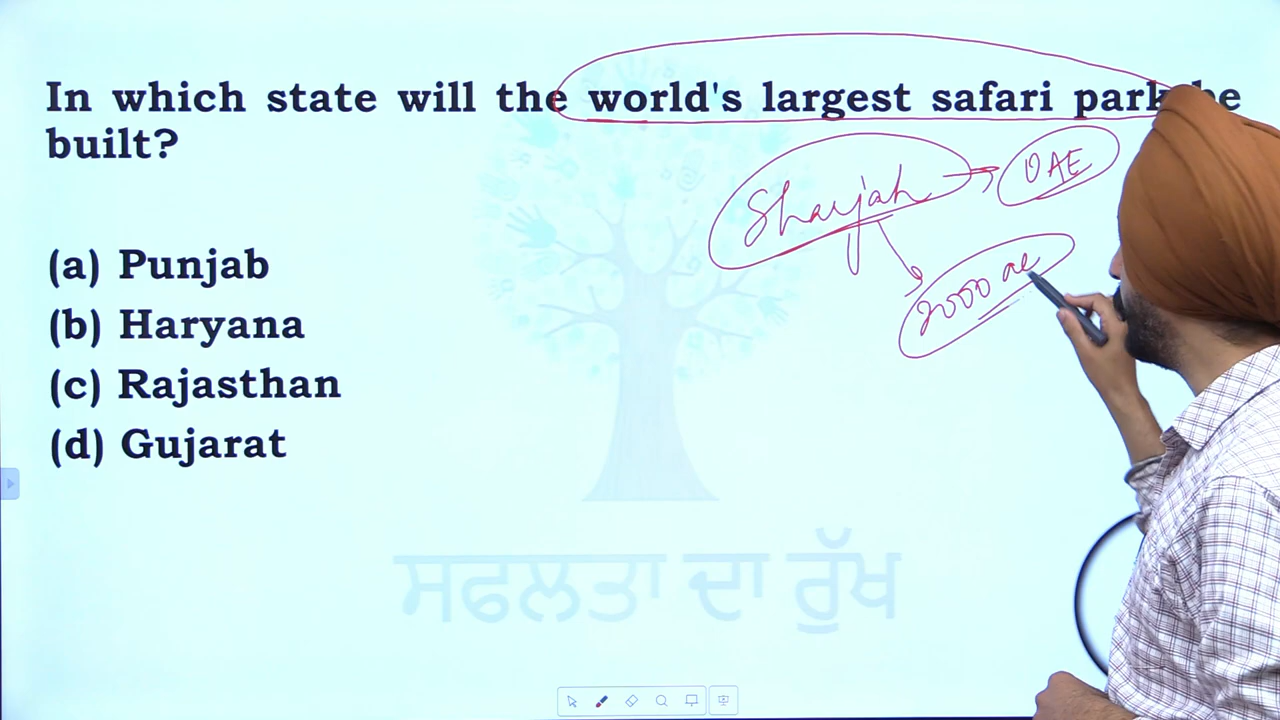 In which state will the world's largest safari park be
built?
Sharjah → UAE
2000 ac
(a) Punjab
(b) Haryana
(c) Rajasthan
(d) Gujarat
ਸਫਲਤਾ ਦਾ ਰੁੱਖ